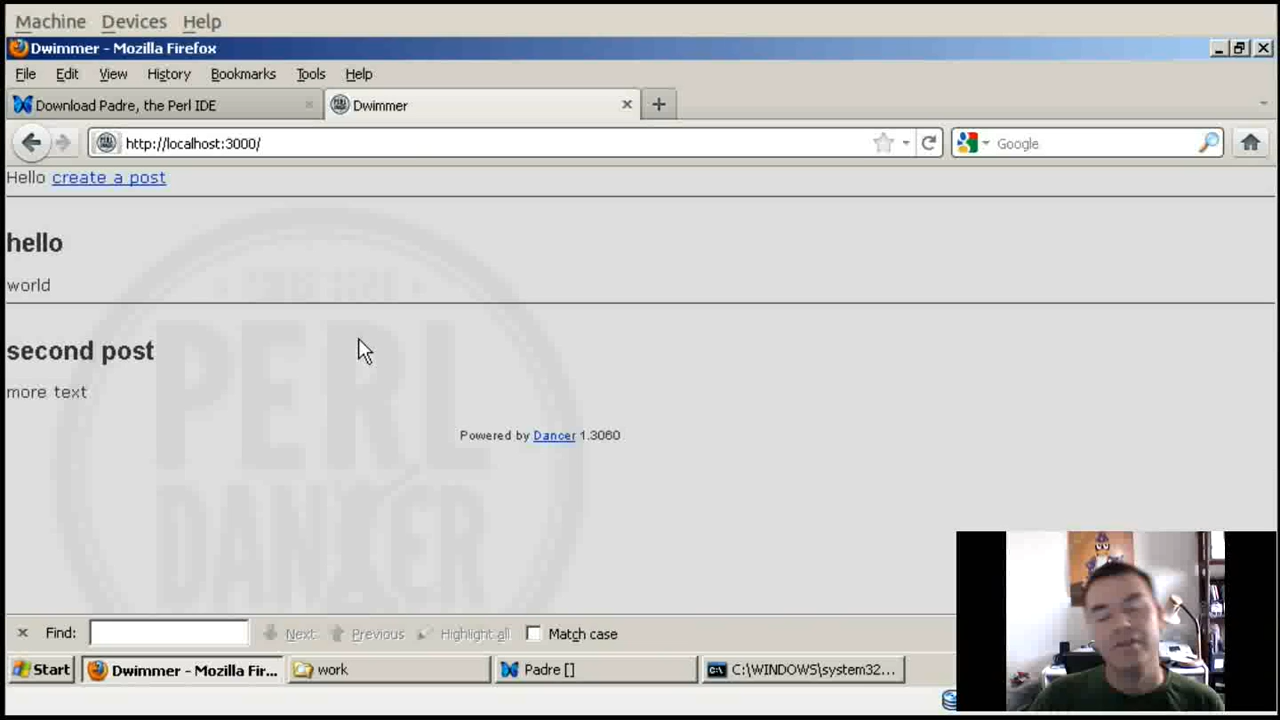 Machine Devices Help
Dwimmer - Mozilla Firefox
File Edit View History Bookmarks Tools Help
Download Padre, the Perl IDE
Dwimmer
http://localhost:3000/
Google
Hello create a post
hello
world
second post
more text
Powered by Dancer 1.3060
PERL
DANCER
Find: Next Previous Highlight all Match case
Start Dwimmer - Mozilla Fir... work Padre [] C:\WINDOWS\system32...